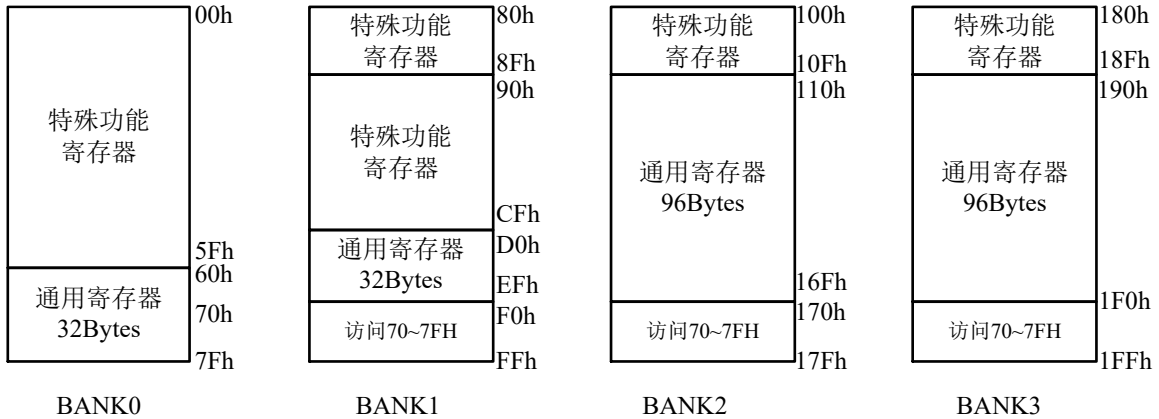 00h
特殊功能
寄存器
5Fh
60h
通用寄存器
32Bytes
70h
7Fh
BANK0
80h
特殊功能
寄存器
8Fh
90h
特殊功能
寄存器
CFh
D0h
通用寄存器
32Bytes
EFh
F0h
访问70~7FH
FFh
BANK1
100h
特殊功能
寄存器
10Fh
110h
通用寄存器
96Bytes
16Fh
170h
访问70~7FH
17Fh
BANK2
180h
特殊功能
寄存器
18Fh
190h
通用寄存器
96Bytes
1F0h
访问70~7FH
1FFh
BANK3